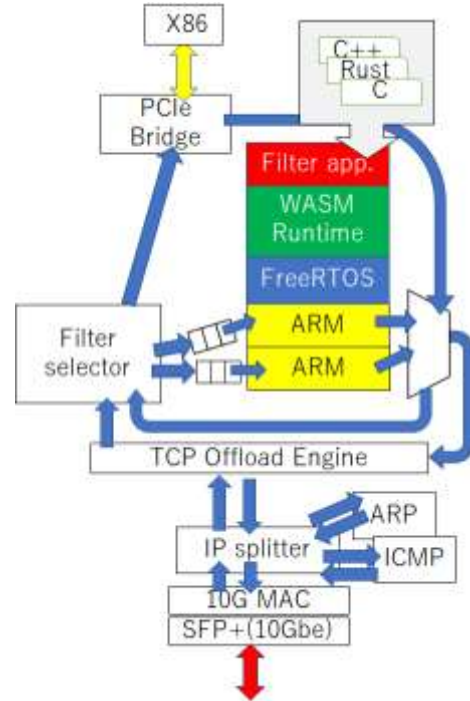 X86
C++
Rust
C
PCIe
Bridge
Filter app.
WASM
Runtime
FreeRTOS
Filter
selector
ARM
ARM
TCP Offload Engine
ARP
IP splitter
ICMP
10G MAC
SFP+(10Gbe)